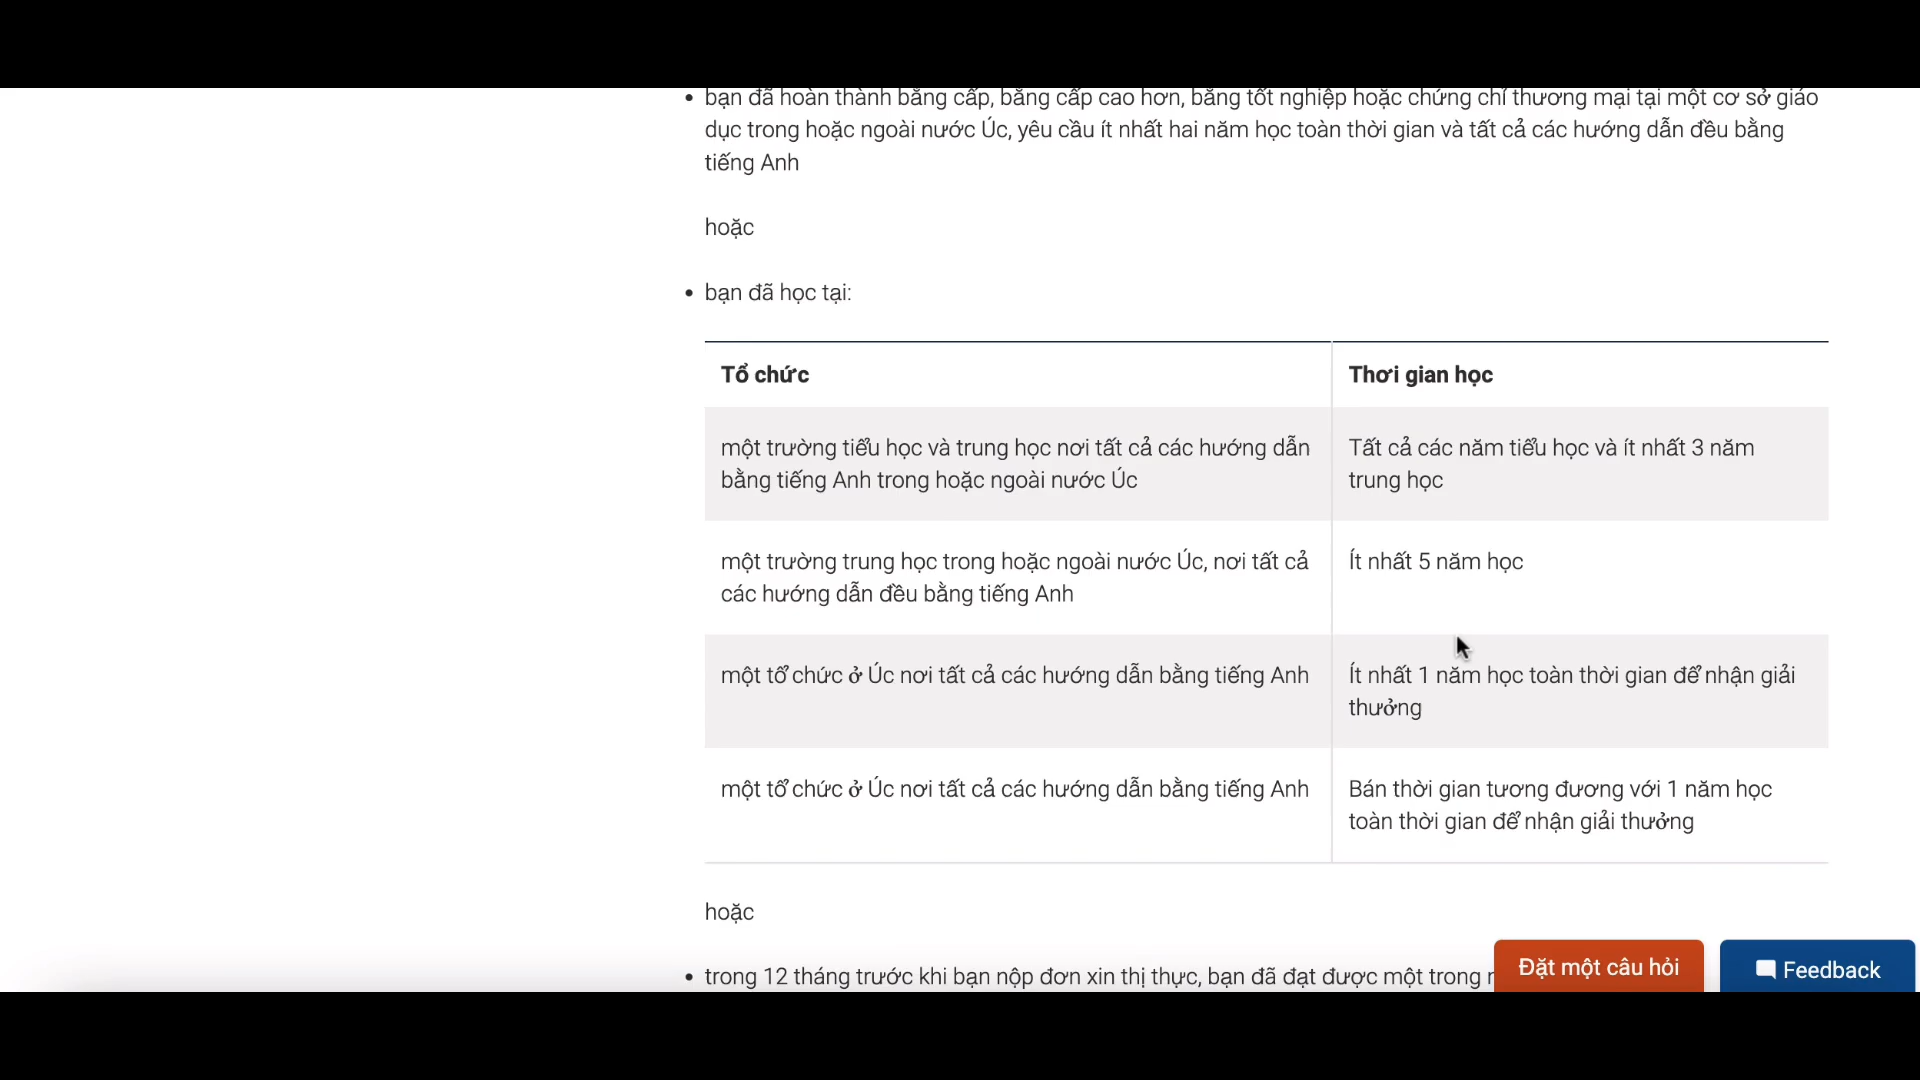 bạn đã hoàn thành bằng cấp, bằng cấp cao hơn, bằng tốt nghiệp hoặc chứng chỉ thương mại tại một cơ sở giáo
dục trong hoặc ngoài nước Úc, yêu cầu ít nhất hai năm học toàn thời gian và tất cả các hướng dẫn đều bằng
tiếng Anh
hoặc
bạn đã học tại:
Tổ chức
Thơi gian học
một trường tiểu học và trung học nơi tất cả các hướng dẫn
bằng tiếng Anh trong hoặc ngoài nước Úc
Tất cả các năm tiểu học và ít nhất 3 năm
trung học
một trường trung học trong hoặc ngoài nước Úc, nơi tất cả
các hướng dẫn đều bằng tiếng Anh
Ít nhất 5 năm học
một tổ chức ở Úc nơi tất cả các hướng dẫn bằng tiếng Anh
Ít nhất 1 năm học toàn thời gian để nhận giải
thưởng
một tổ chức ở Úc nơi tất cả các hướng dẫn bằng tiếng Anh
Bán thời gian tương đương với 1 năm học
toàn thời gian để nhận giải thưởng
hoặc
trong 12 tháng trước khi bạn nộp đơn xin thị thực, bạn đã đạt được một trong
Đặt một câu hỏi
Feedback